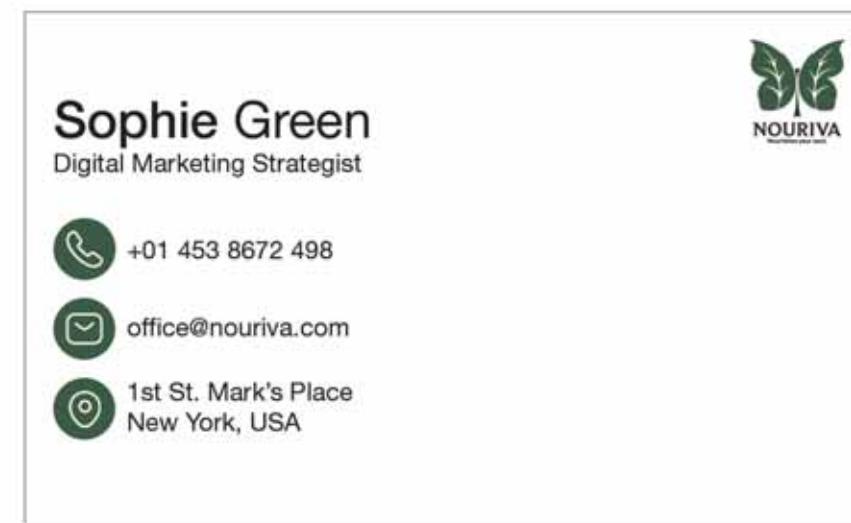 Sophie Green
Digital Marketing Strategist
NOURIVA
+01 453 8672 498
office@nouriva.com
1st St. Mark's Place
New York, USA